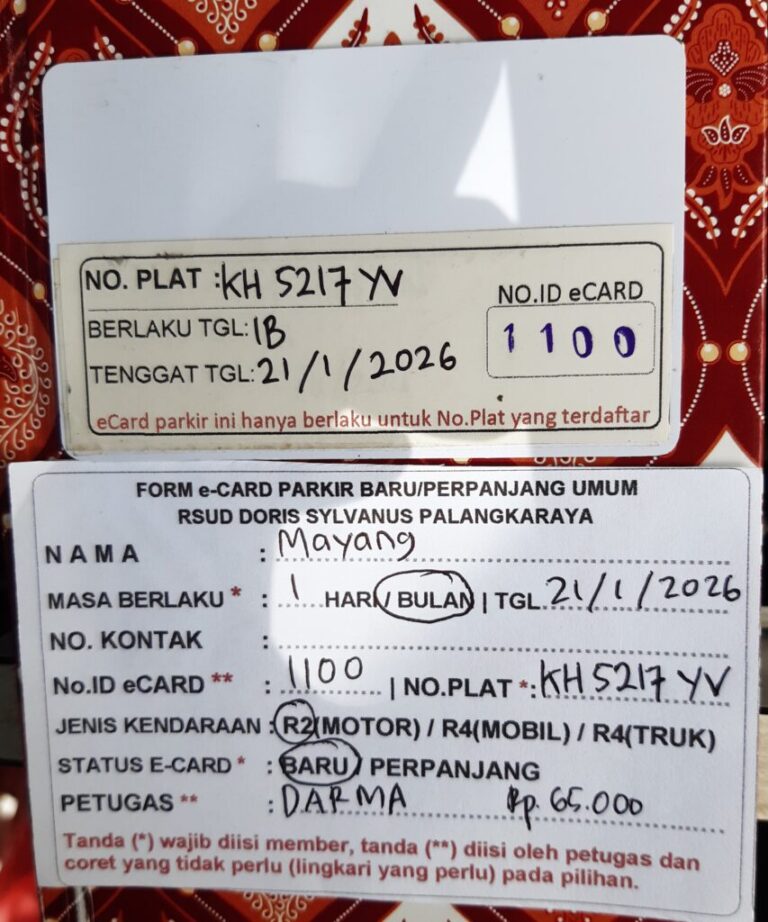 NO. PLAT : KH 5217 YV
BERLAKU TGL: 1B
TENGGAT TGL: 21/1/2026
NO.ID eCARD
1100
eCard parkir ini hanya berlaku untuk No.Plat yang terdaftar
FORM e-CARD PARKIR BARU/PERPANJANG UMUM
RSUD DORIS SYLVANUS PALANGKARAYA
NAMA : Mayang
MASA BERLAKU * : 1 HARI / BULAN | TGL. 21/1/2026
NO. KONTAK :
No.ID eCARD ** : 1100 | NO.PLAT *: KH 5217 YV
JENIS KENDARAAN : R2(MOTOR) / R4(MOBIL) / R4(TRUK)
STATUS E-CARD * : BARU / PERPANJANG
PETUGAS ** : DARMA Rp. 65.000
Tanda (*) wajib diisi member, tanda (**) diisi oleh petugas dan
coret yang tidak perlu (lingkari yang perlu) pada pilihan.